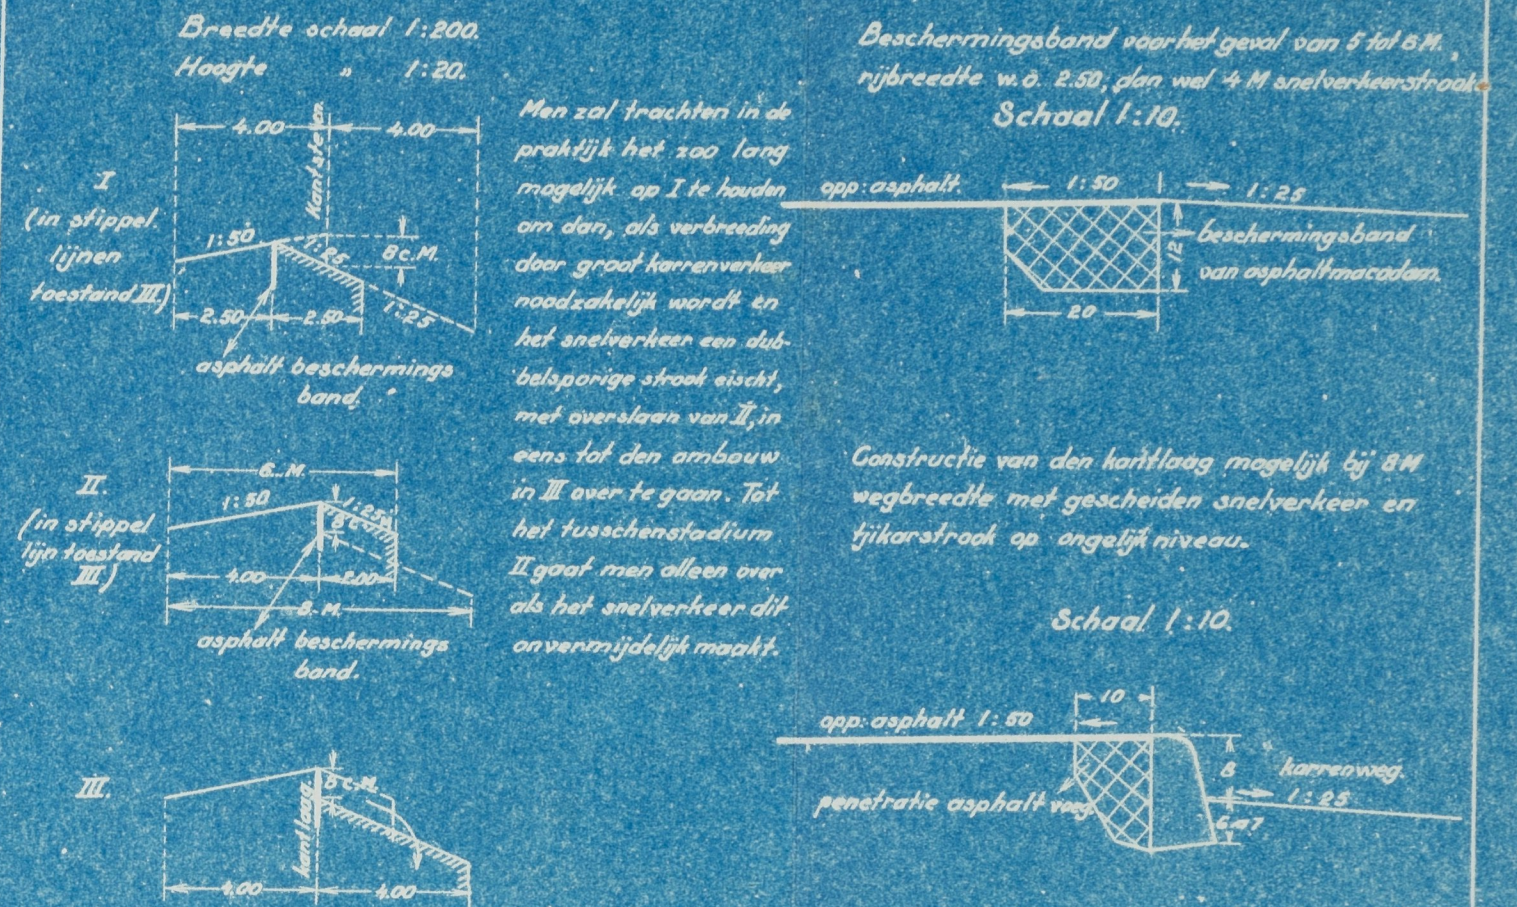 Breedte schaal 1:200.
Hoogte „ 1:20.
4.00
4.00
Kantsteven
I
(in stippel.
lijnen
toestand III)
1:50
1:25
8 c.M.
1:25
2.50
2.50
asphalt beschermings
band.
II.
(in stippel
lijn toestand
III)
6 M.
1:50
1:25
8 c.M.
4.00
2.00
8 M.
asphalt beschermings
band.
III.
8 c.M.
kantlaag.
4.00
4.00
Men zal trachten in de
praktijk het zoo lang
mogelijk op I te houden
om dan, als verbreeding
door groot karrenverkeer
noodzakelijk wordt en
het snelverkeer een dub-
belsporige strook eischt,
met overslaan van II, in
eens tot den ombouw
in III over te gaan. Tot
het tusschenstadium
II gaat men alleen over
als het snelverkeer dit
onvermijdelijk maakt.
Beschermingsband voor het geval van 5 tot 6 M.
rijbreedte w.o. 2.50, dan wel 4 M snelverkeerstrook
Schaal 1:10.
opp: asphalt.
1:50
1:25
12
beschermingsband
van asphaltmacadam.
20
Constructie van den kantlaag mogelijk bij 8 M
wegbreedte met gescheiden snelverkeer en
tjikarstrook op ongelijk niveau.
Schaal 1:10.
10
opp: asphalt 1:50
8
karrenweg.
1:25
penetratie asphalt voeg.
6 a 7